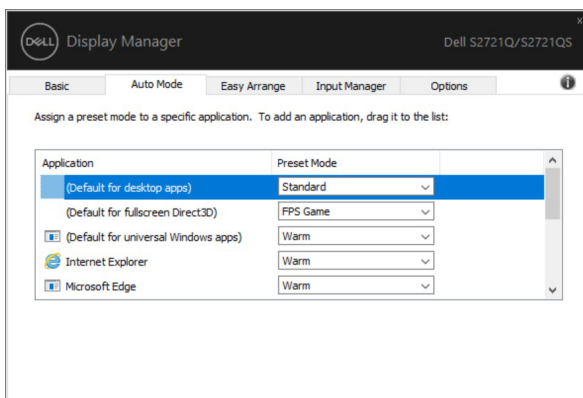 DELL Display Manager Dell S2721Q/S2721QS
x
Basic Auto Mode Easy Arrange Input Manager Options i
Assign a preset mode to a specific application. To add an application, drag it to the list:
Application Preset Mode
(Default for desktop apps) Standard
(Default for fullscreen Direct3D) FPS Game
(Default for universal Windows apps) Warm
Internet Explorer Warm
Microsoft Edge Warm